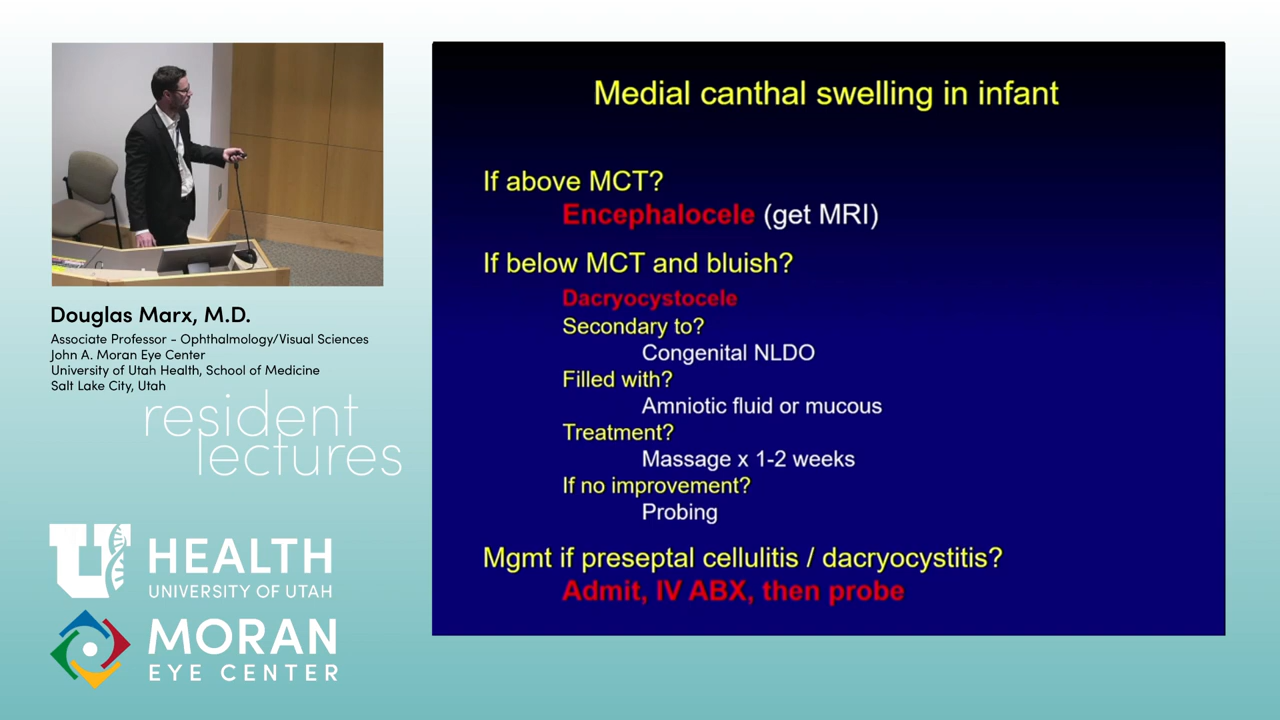 Medial canthal swelling in infant
If above MCT?
Encephalocele (get MRI)
If below MCT and bluish?
Dacryocystocele
Secondary to?
Congenital NLDO
Filled with?
Amniotic fluid or mucous
Treatment?
Massage x 1-2 weeks
If no improvement?
Probing
Mgmt if preseptal cellulitis / dacryocystitis?
Admit, IV ABX, then probe
Douglas Marx, M.D.
Associate Professor - Ophthalmology/Visual Sciences
John A. Moran Eye Center
University of Utah Health, School of Medicine
Salt Lake City, Utah
resident
lectures
U HEALTH
UNIVERSITY OF UTAH
MORAN
EYE CENTER